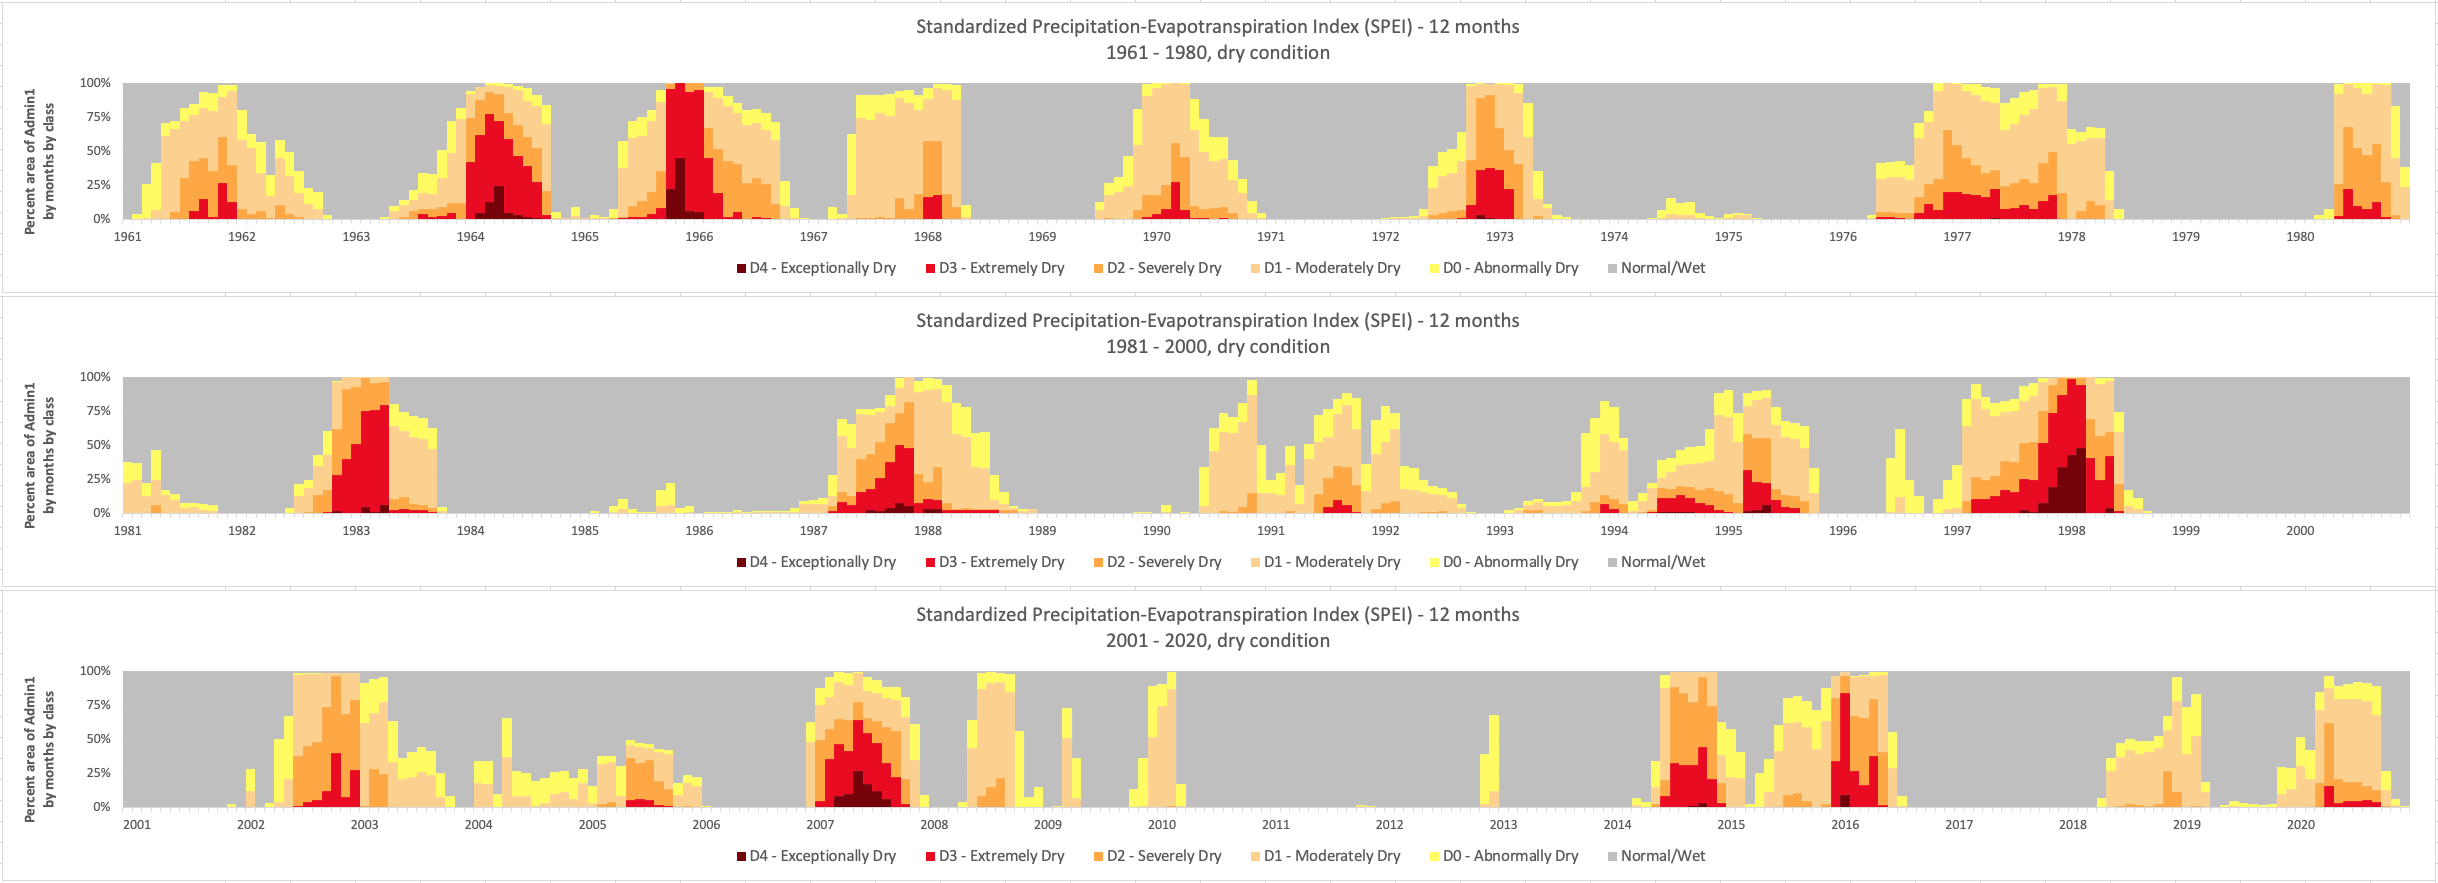 Standardized Precipitation-Evapotranspiration Index (SPEI) - 12 months
1961 - 1980, dry condition
Percent area of Admin1
by months by class
100%
75%
50%
25%
0%
1961 1962 1963 1964 1965 1966 1967 1968 1969 1970 1971 1972 1973 1974 1975 1976 1977 1978 1979 1980
D4 - Exceptionally Dry D3 - Extremely Dry D2 - Severely Dry D1 - Moderately Dry D0 - Abnormally Dry Normal/Wet
Standardized Precipitation-Evapotranspiration Index (SPEI) - 12 months
1981 - 2000, dry condition
Percent area of Admin1
by months by class
100%
75%
50%
25%
0%
1981 1982 1983 1984 1985 1986 1987 1988 1989 1990 1991 1992 1993 1994 1995 1996 1997 1998 1999 2000
D4 - Exceptionally Dry D3 - Extremely Dry D2 - Severely Dry D1 - Moderately Dry D0 - Abnormally Dry Normal/Wet
Standardized Precipitation-Evapotranspiration Index (SPEI) - 12 months
2001 - 2020, dry condition
Percent area of Admin1
by months by class
100%
75%
50%
25%
0%
2001 2002 2003 2004 2005 2006 2007 2008 2009 2010 2011 2012 2013 2014 2015 2016 2017 2018 2019 2020
D4 - Exceptionally Dry D3 - Extremely Dry D2 - Severely Dry D1 - Moderately Dry D0 - Abnormally Dry Normal/Wet